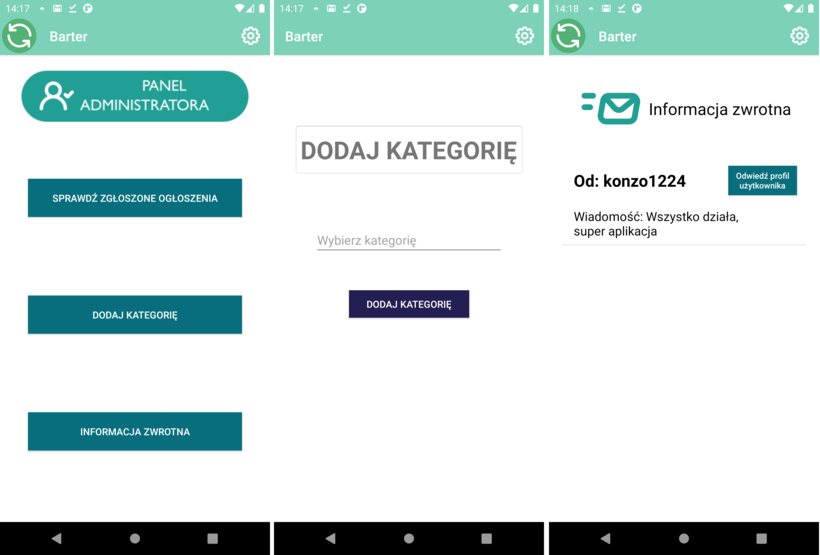 14:17
Barter
PANEL
ADMINISTRATORA
SPRAWDŹ ZGŁOSZONE OGŁOSZENIA
DODAJ KATEGORIĘ
INFORMACJA ZWROTNA
14:17
Barter
DODAJ KATEGORIĘ
Wybierz kategorię
DODAJ KATEGORIĘ
14:18
Barter
Informacja zwrotna
Od: konzo1224
Odwiedź profil
użytkownika
Wiadomość: Wszystko działa,
super aplikacja